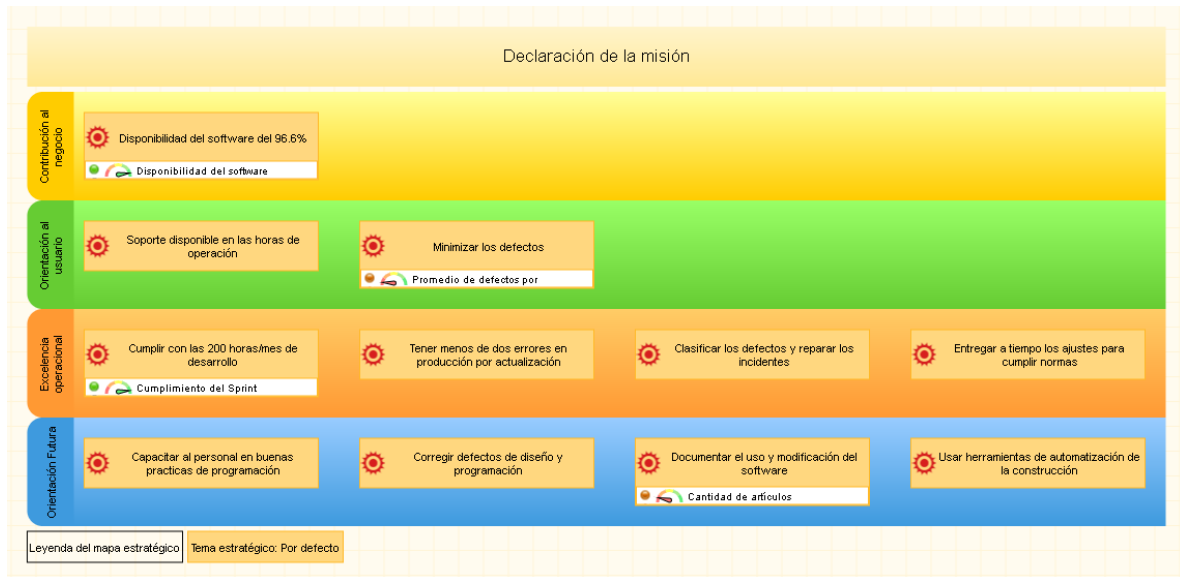 Declaración de la misión
Contribución al
negocio
Disponibilidad del software del 96.6%
Disponibilidad del software
Orientación al
usuario
Soporte disponible en las horas de
operación
Minimizar los defectos
Promedio de defectos por
Excelencia
operacional
Cumplir con las 200 horas/mes de
desarrollo
Cumplimiento del Sprint
Tener menos de dos errores en
producción por actualización
Clasificar los defectos y reparar los
incidentes
Entregar a tiempo los ajustes para
cumplir normas
Orientación Futura
Capacitar al personal en buenas
practicas de programación
Corregir defectos de diseño y
programación
Documentar el uso y modificación del
software
Cantidad de artículos
Usar herramientas de automatización de
la construcción
Leyenda del mapa estratégico
Tema estratégico: Por defecto